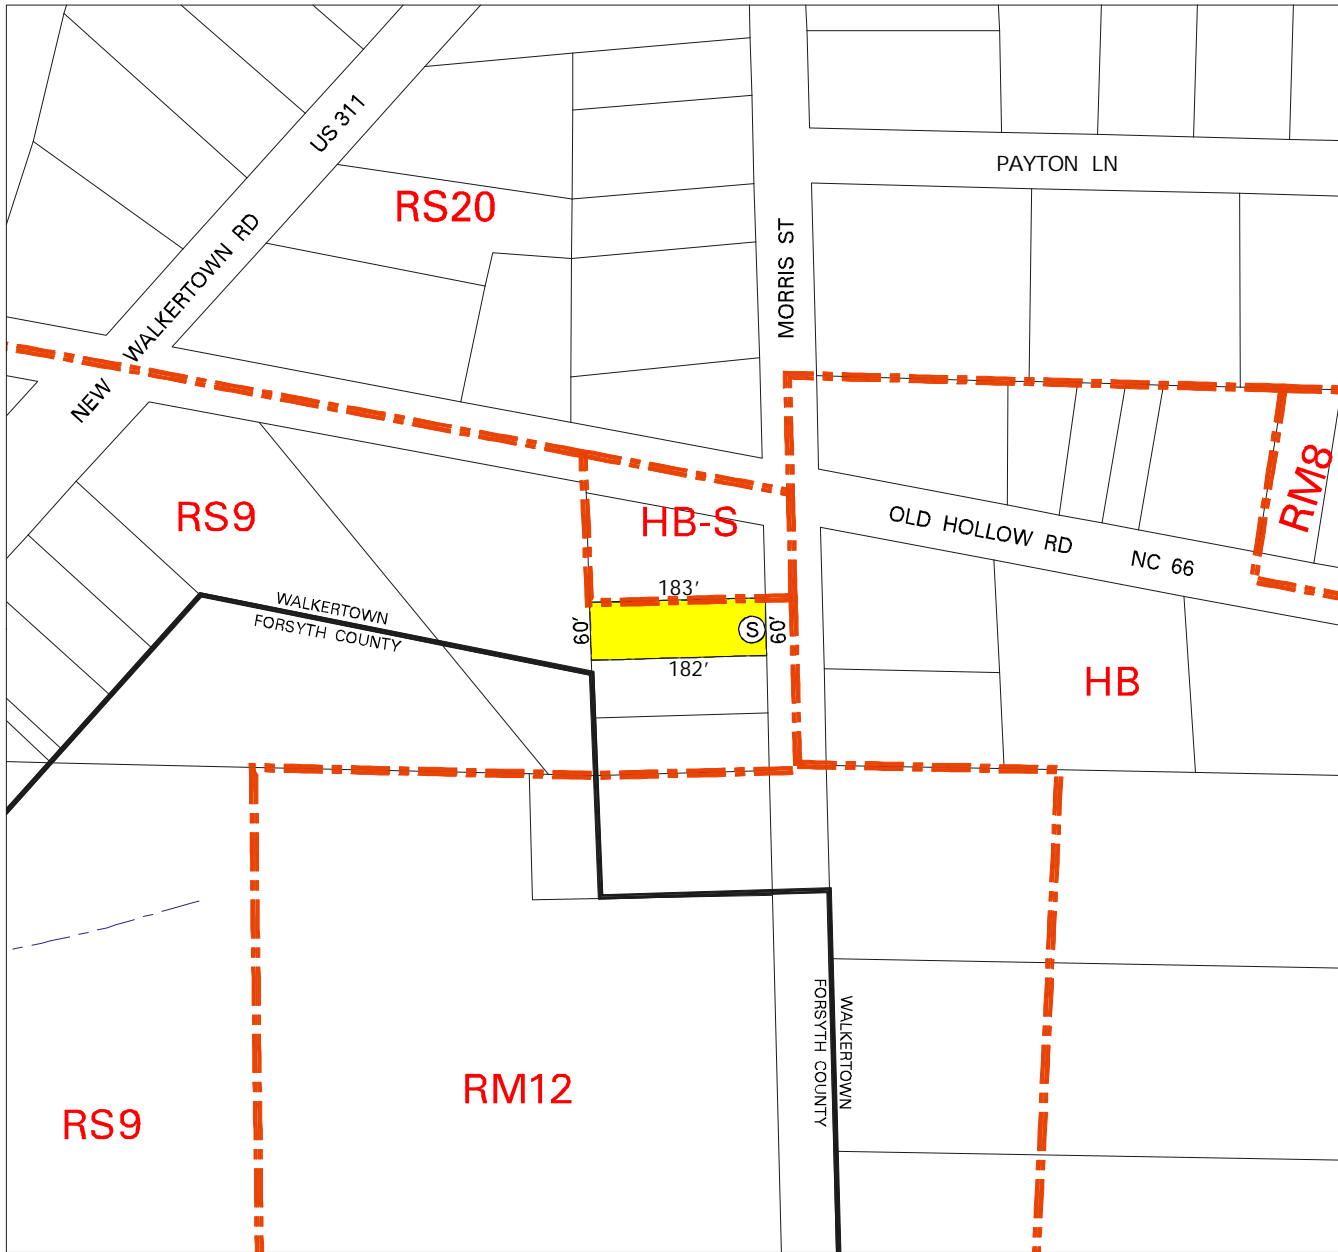 US 311
PAYTON LN
RS20
NEW WALKERTOWN RD
MORRIS ST
RM8
RS9
HB-S
OLD HOLLOW RD
NC 66
183'
WALKERTOWN
FORSYTH COUNTY
60'
S
60'
182'
HB
WALKERTOWN
FORSYTH COUNTY
RM12
RS9